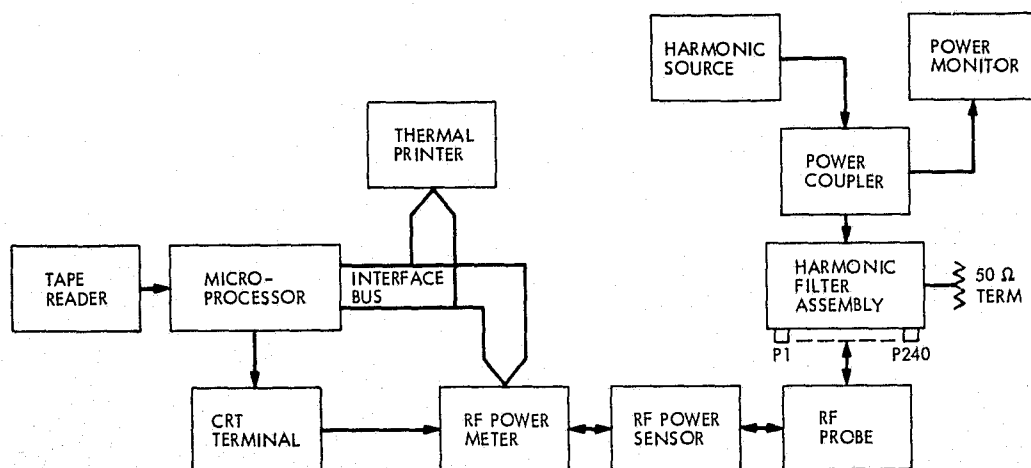 HARMONIC
SOURCE
POWER
MONITOR
THERMAL
PRINTER
POWER
COUPLER
TAPE
READER
MICRO-
PROCESSOR
INTERFACE
BUS
HARMONIC
FILTER
ASSEMBLY
50 Ω
TERM
P1
P240
CRT
TERMINAL
RF POWER
METER
RF POWER
SENSOR
RF
PROBE